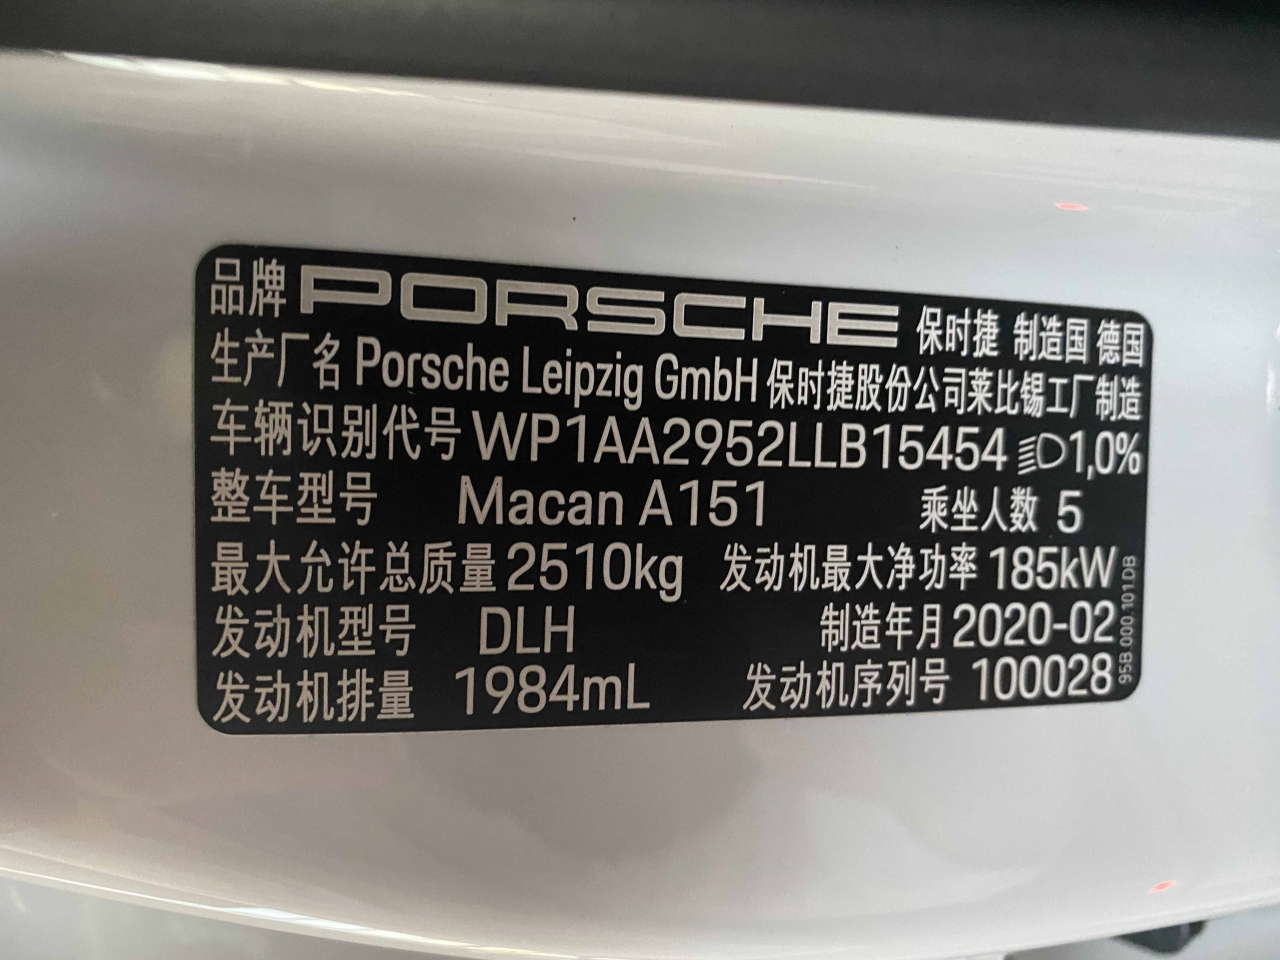 品牌 PORSCHE 保时捷 制造国 德国
生产厂名 Porsche Leipzig GmbH 保时捷股份公司莱比锡工厂制造
车辆识别代号 WP1AA2952LLB15454 1,0%
整车型号 Macan A151 乘坐人数 5
最大允许总质量 2510kg 发动机最大净功率 185kW
发动机型号 DLH 制造年月 2020-02
发动机排量 1984mL 发动机序列号 100028
95B.000.101.DB